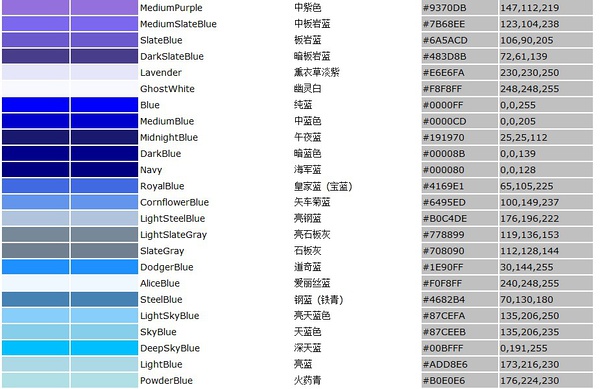 MediumPurple 中紫色 #9370DB 147,112,219
MediumSlateBlue 中板岩蓝 #7B68EE 123,104,238
SlateBlue 板岩蓝 #6A5ACD 106,90,205
DarkSlateBlue 暗板岩蓝 #483D8B 72,61,139
Lavender 熏衣草淡紫 #E6E6FA 230,230,250
GhostWhite 幽灵白 #F8F8FF 248,248,255
Blue 纯蓝 #0000FF 0,0,255
MediumBlue 中蓝色 #0000CD 0,0,205
MidnightBlue 午夜蓝 #191970 25,25,112
DarkBlue 暗蓝色 #00008B 0,0,139
Navy 海军蓝 #000080 0,0,128
RoyalBlue 皇家蓝 (宝蓝) #4169E1 65,105,225
CornflowerBlue 矢车菊蓝 #6495ED 100,149,237
LightSteelBlue 亮钢蓝 #B0C4DE 176,196,222
LightSlateGray 亮石板灰 #778899 119,136,153
SlateGray 石板灰 #708090 112,128,144
DodgerBlue 道奇蓝 #1E90FF 30,144,255
AliceBlue 爱丽丝蓝 #F0F8FF 240,248,255
SteelBlue 钢蓝 (铁青) #4682B4 70,130,180
LightSkyBlue 亮天蓝色 #87CEFA 135,206,250
SkyBlue 天蓝色 #87CEEB 135,206,235
DeepSkyBlue 深天蓝 #00BFFF 0,191,255
LightBlue 亮蓝 #ADD8E6 173,216,230
PowderBlue 火药青 #B0E0E6 176,224,230